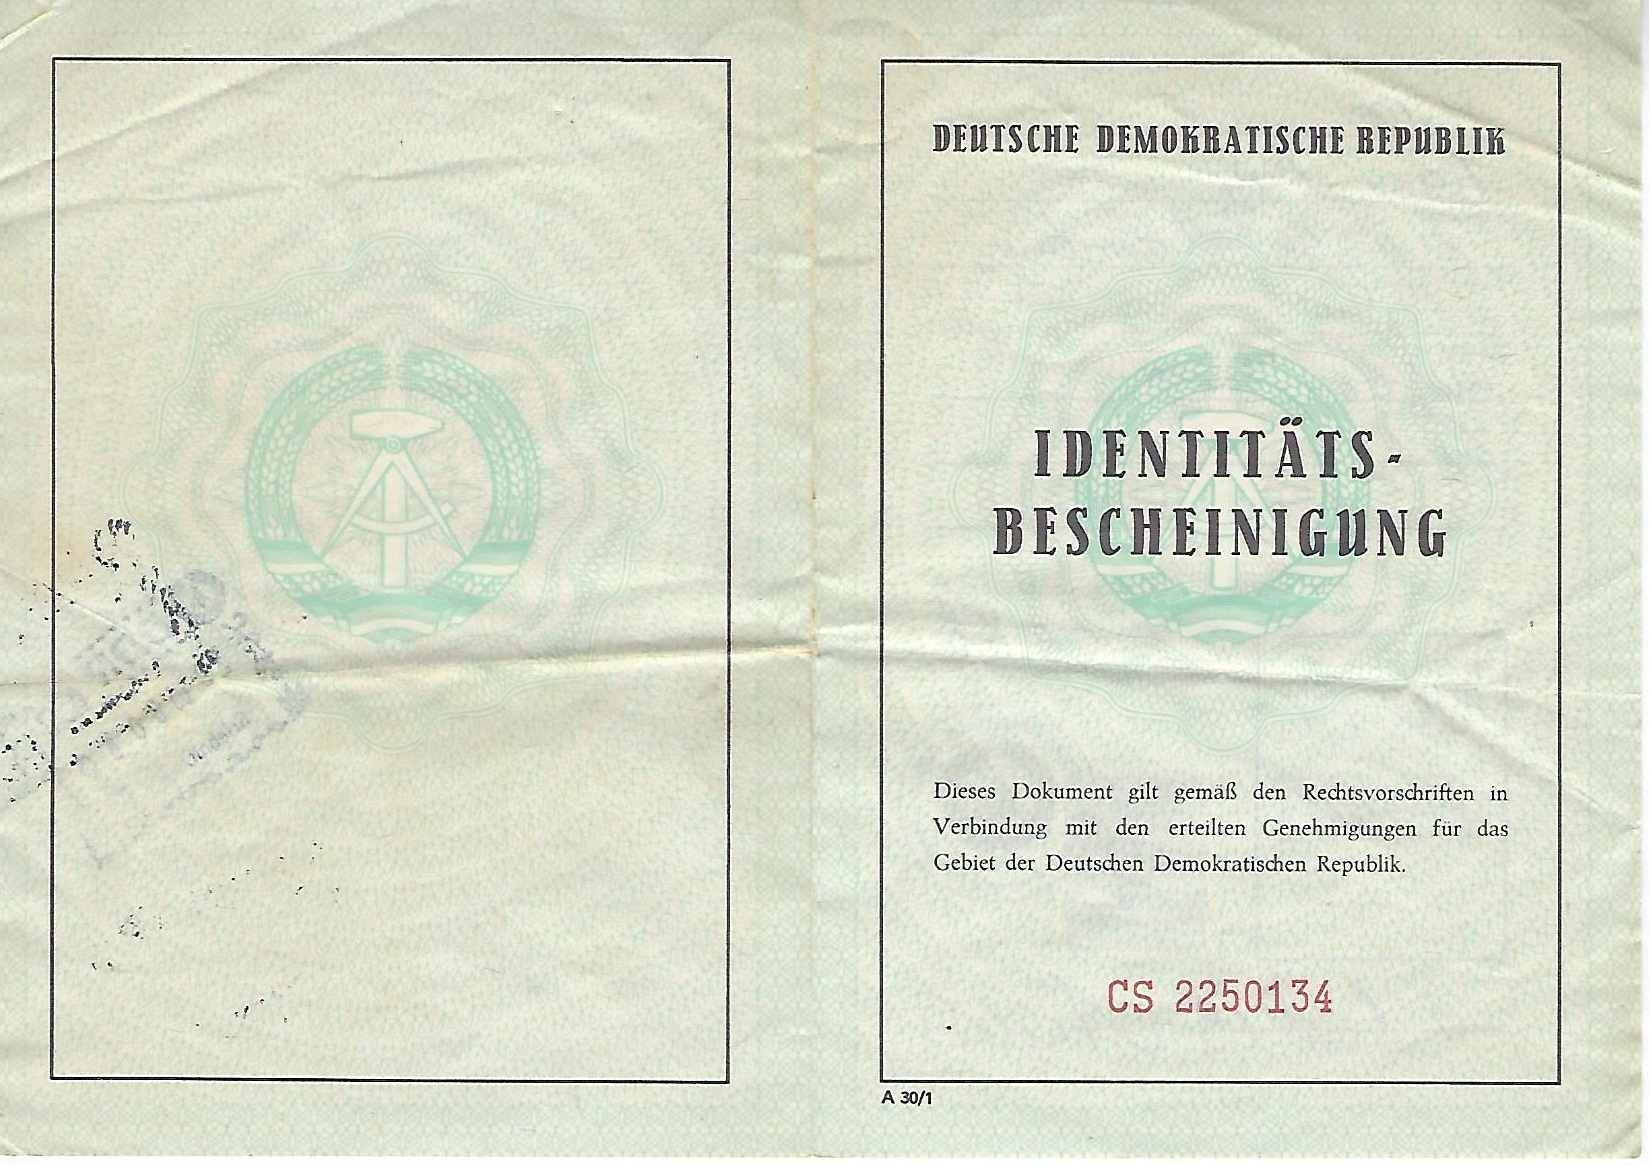 DEUTSCHE DEMOKRATISCHE REPUBLIK
IDENTITÄTS-
BESCHEINIGUNG
Dieses Dokument gilt gemäß den Rechtsvorschriften in
Verbindung mit den erteilten Genehmigungen für das
Gebiet der Deutschen Demokratischen Republik.
CS 2250134
A 30/1